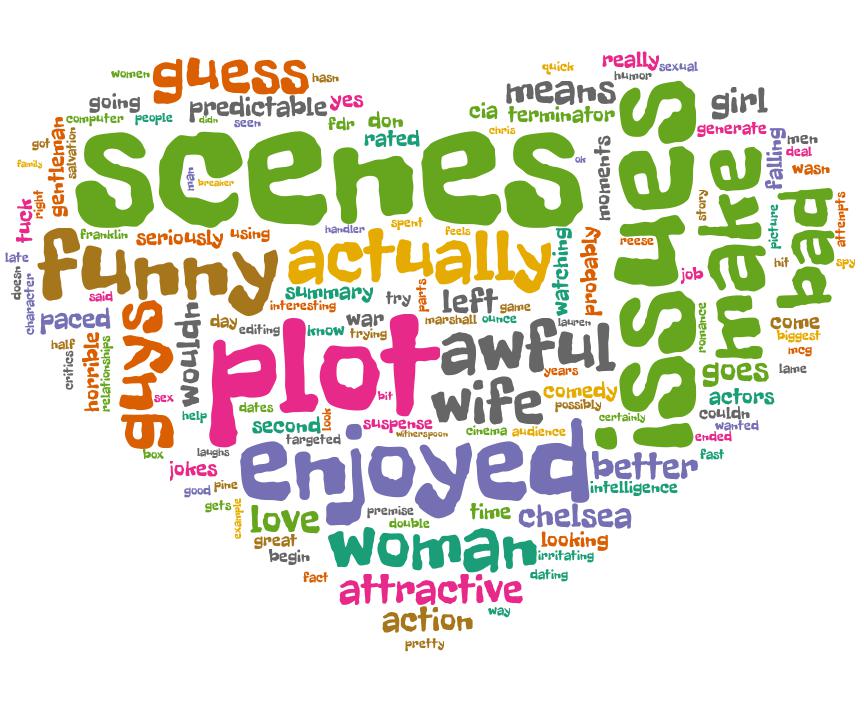 quick
really
sexual
humor
women
guess
hasn
going
predictable
yes
means
girl
computer
people
didn
seen
fdr
don
cia
terminator
generate
rated
chris
scenes
issues
ok
moments
men
deal
falling
wasn
got
gentleman
salvation
family
man
breaker
make
bad
right
tuck
story
picture
attempts
franklin
seriously
using
handler
spent
feels
watching
probably
reese
late
funny
actually
hit
spy
doesn
character
summary
interesting
try
parts
left
game
job
said
paced
guys
wouldn
day
editing
know
war
trying
marshall
ounce
lauren
romance
come
biggest
half
critics
horrible
relationships
plot
awful
years
goes
mcg
lame
sex
help
dates
bit
wife
comedy
possibly
actors
couldn
second
look
suspense
certainly
wanted
targeted
witherspoon
cinema
audience
ended
box
laughs
enjoyed
better
fast
jokes
good
pine
intelligence
gets
example
love
premise
double
time
chelsea
great
begin
woman
looking
irritating
fact
attractive
dating
action
way
pretty